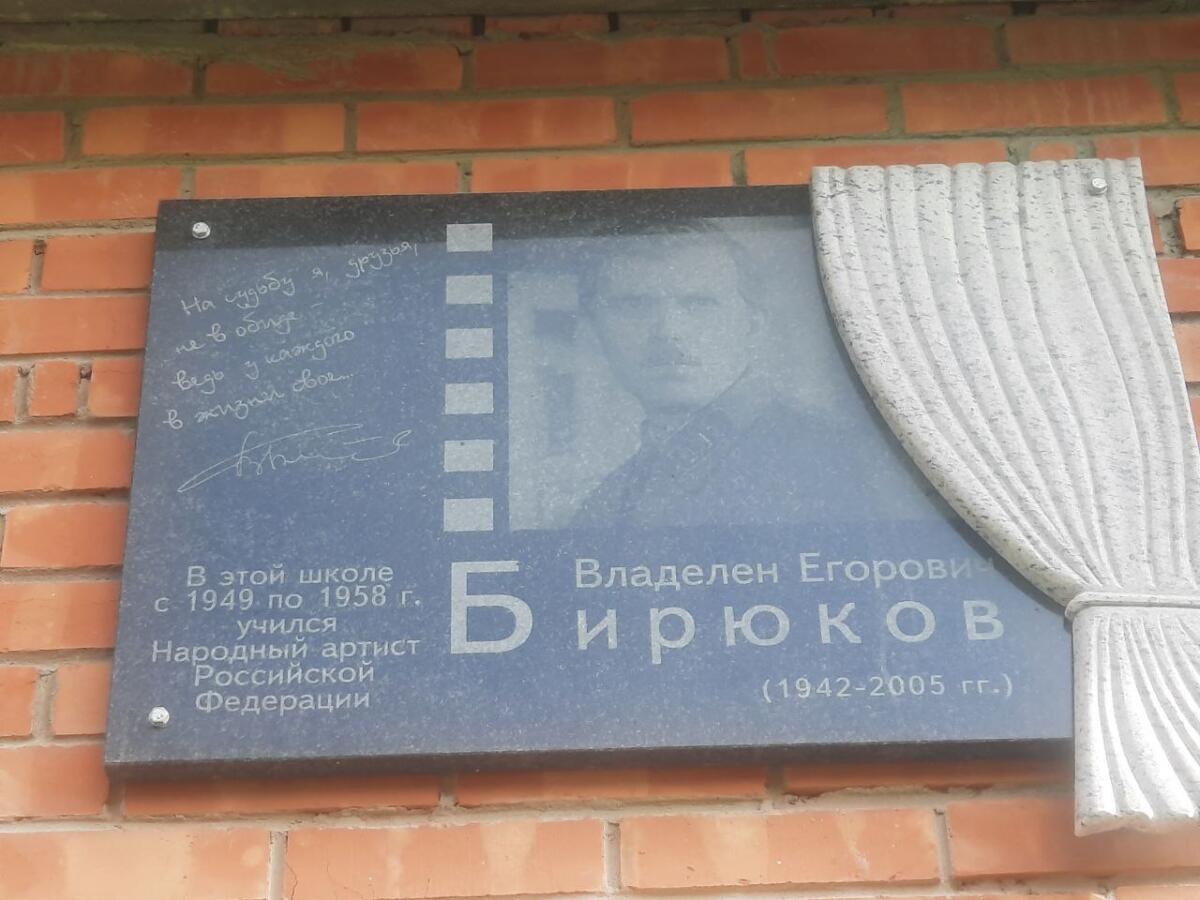 На судьбу я, друзья,
не в обиде –
ведь у каждого
в жизни свое...
В этой школе
с 1949 по 1958 г.
учился
Народный артист
Российской
Федерации
Владелен Егорович
Бирюков
(1942-2005 гг.)